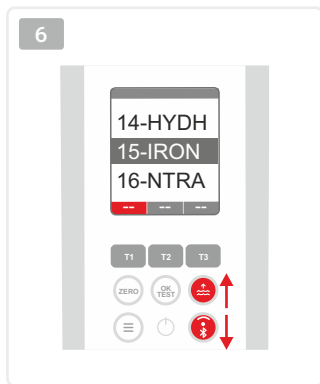 6
14-HYDH
15-IRON
16-NTRA
-- -- --
T1 T2 T3
ZERO OK TEST